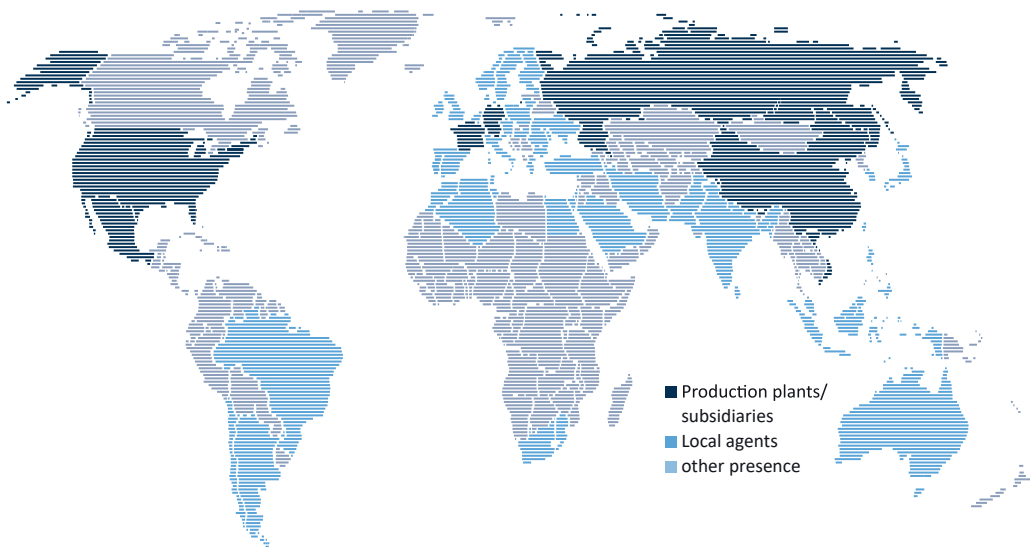 Production plants/
subsidiaries
Local agents
other presence